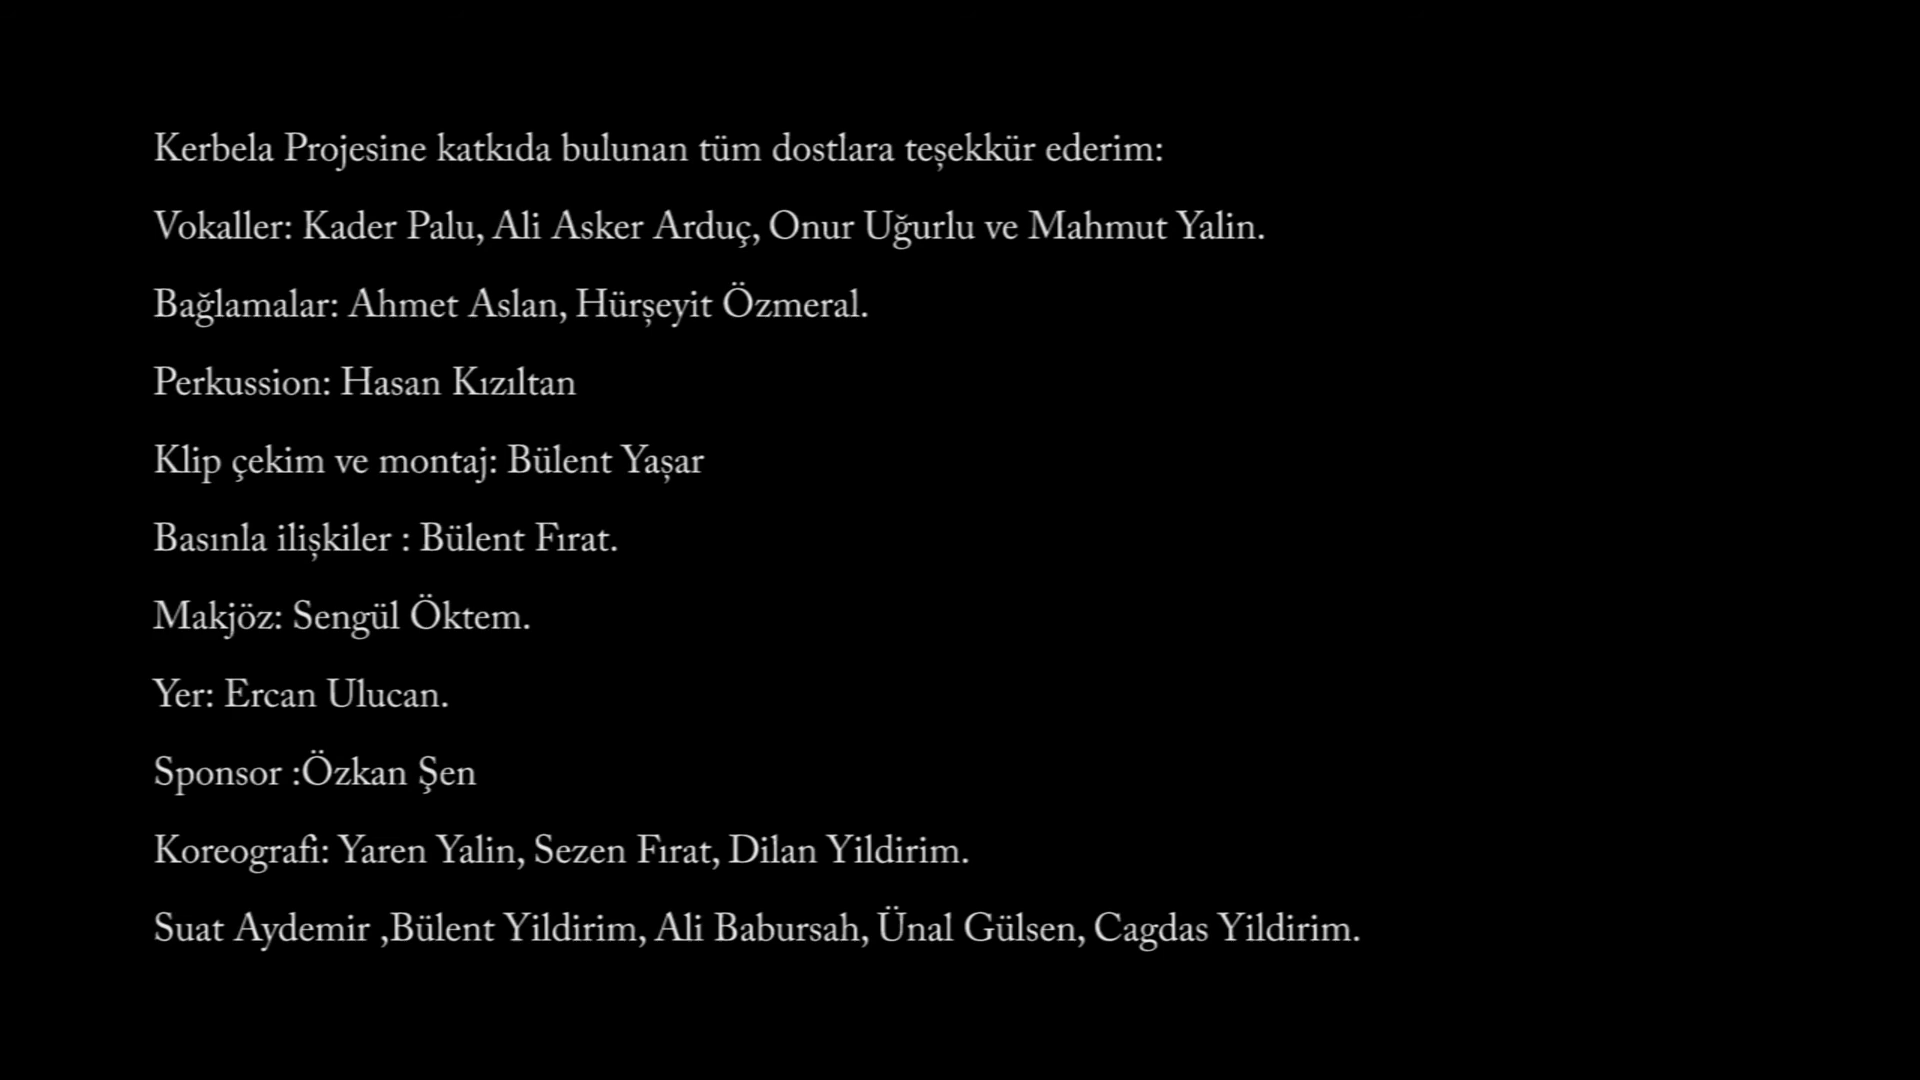 Kerbela Projesine katkıda bulunan tüm dostlara teşekkür ederim:
Vokaller: Kader Palu, Ali Asker Arduç, Onur Uğurlu ve Mahmut Yalin.
Bağlamalar: Ahmet Aslan, Hürşeyit Özmeral.
Perkussion: Hasan Kızıltan
Klip çekim ve montaj: Bülent Yaşar
Basınla ilişkiler : Bülent Fırat.
Makjöz: Sengül Öktem.
Yer: Ercan Ulucan.
Sponsor :Özkan Şen
Koreografi: Yaren Yalin, Sezen Fırat, Dilan Yildirim.
Suat Aydemir ,Bülent Yildirim, Ali Babursah, Ünal Gülsen, Cagdas Yildirim.